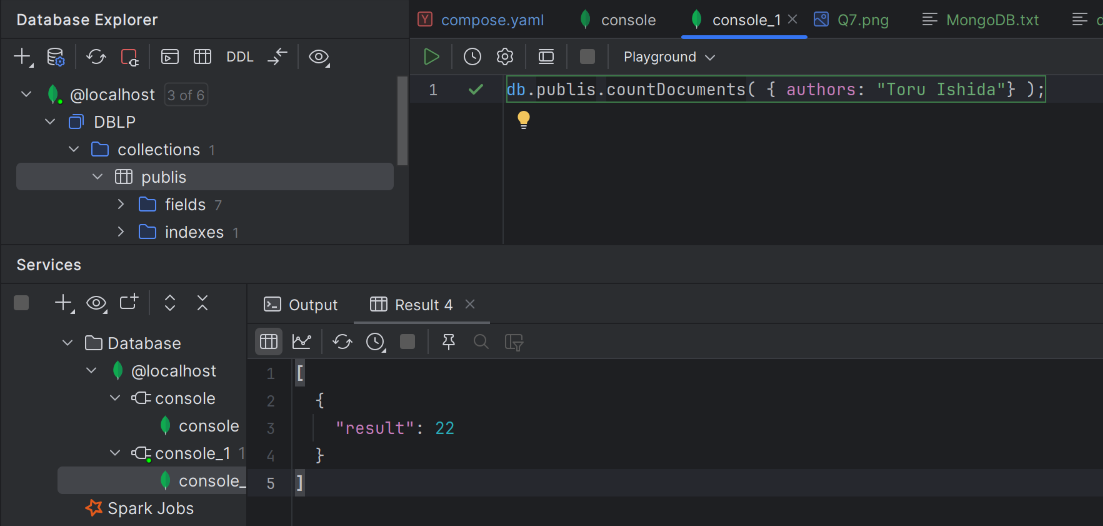 Database Explorer
compose.yaml
console
console_1
Q7.png
MongoDB.txt
DDL
Playground
@localhost 3 of 6
1
db.publis.countDocuments( { authors: "Toru Ishida"} );
DBLP
collections 1
publis
fields 7
indexes 1
Services
Output
Result 4
Database
@localhost
console
console
console_1
console_
Spark Jobs
1 [
2 {
3 "result": 22
4 }
5 ]